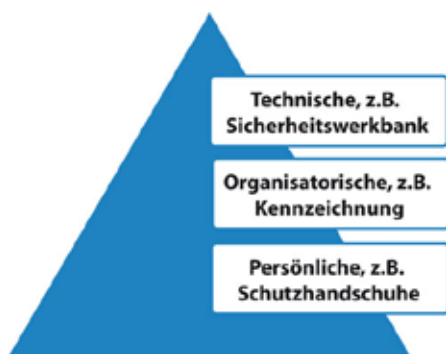 Technische, z.B.
Sicherheitswerkbank
Organisatorische, z.B.
Kennzeichnung
Persönliche, z.B.
Schutzhandschuhe